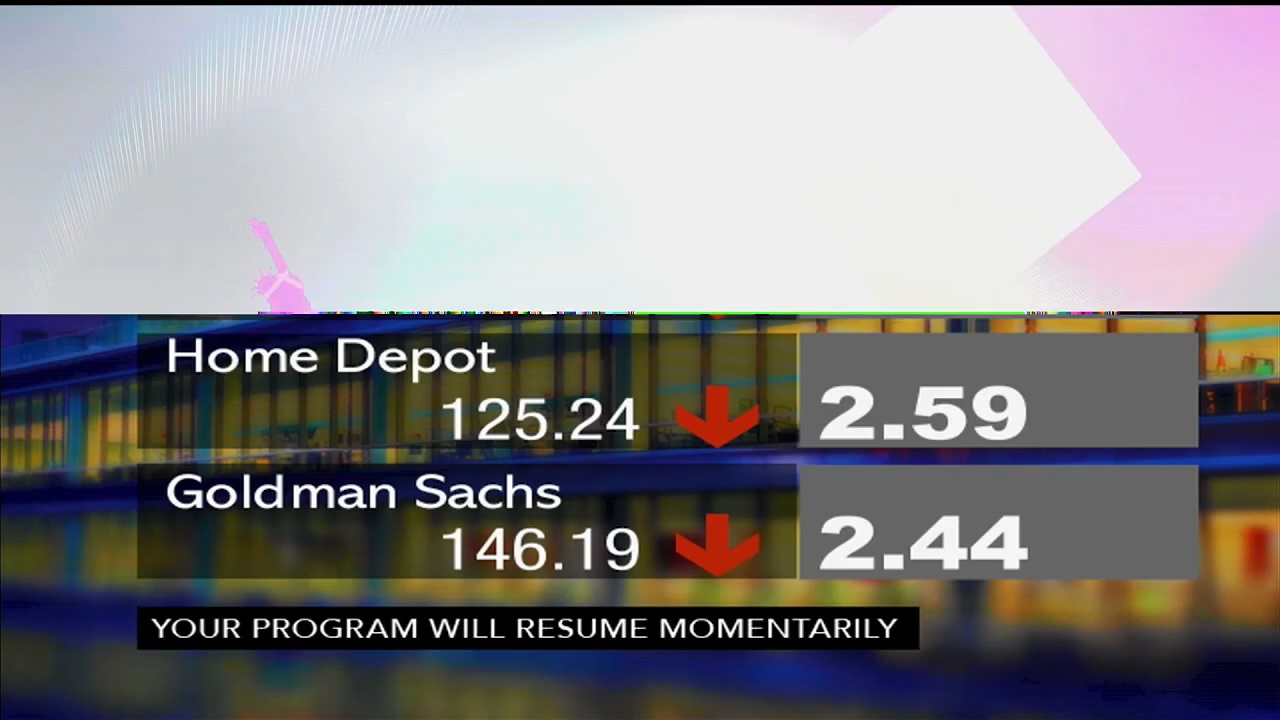 Home Depot
125.24
2.59
Goldman Sachs
146.19
2.44
YOUR PROGRAM WILL RESUME MOMENTARILY